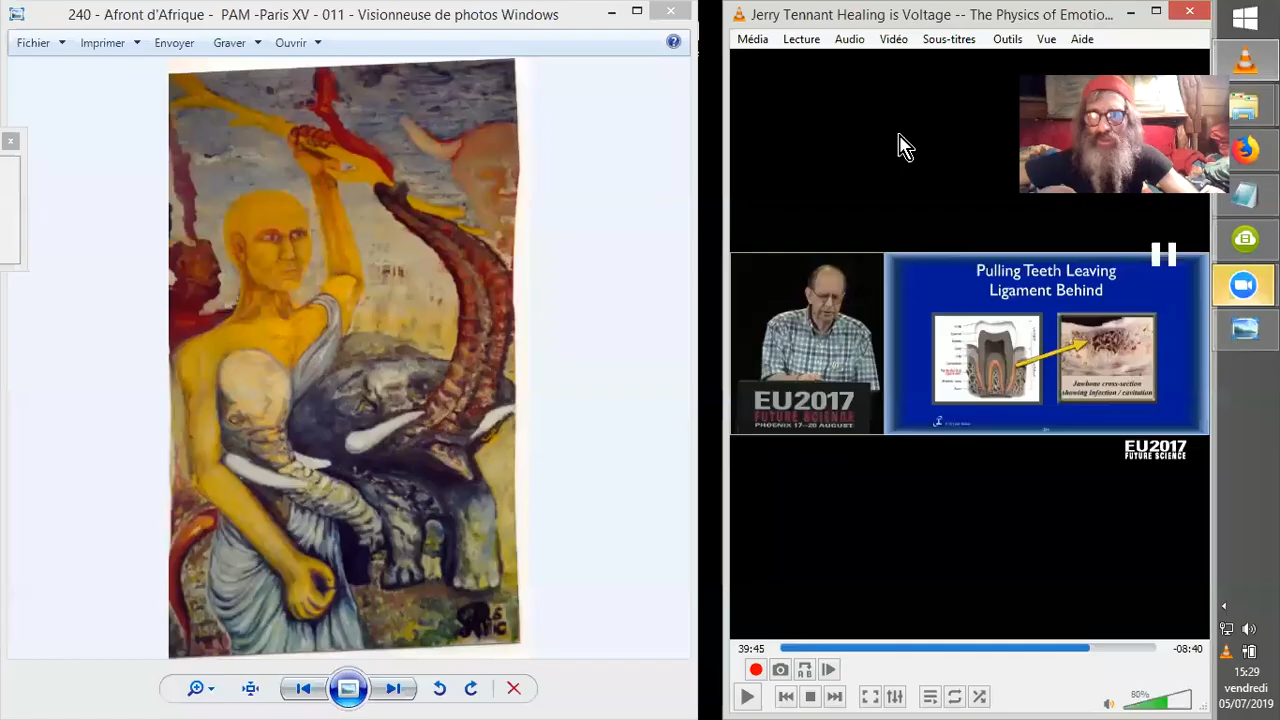 240 - Afront d'Afrique - PAM -Paris XV - 011 - Visionneuse de photos Windows
Fichier
Imprimer
Envoyer
Graver
Ouvrir
Jerry Tennant Healing is Voltage -- The Physics of Emotio...
Média
Lecture
Audio
Vidéo
Sous-titres
Outils
Vue
Aide
Pulling Teeth Leaving
Ligament Behind
Jawbone cross-section
showing infection / cavitation
EU2017
FUTURE SCIENCE
PHOENIX 17-20 AUGUST
EU2017
FUTURE SCIENCE
39:45
-08:40
80%
15:29
vendredi
05/07/2019